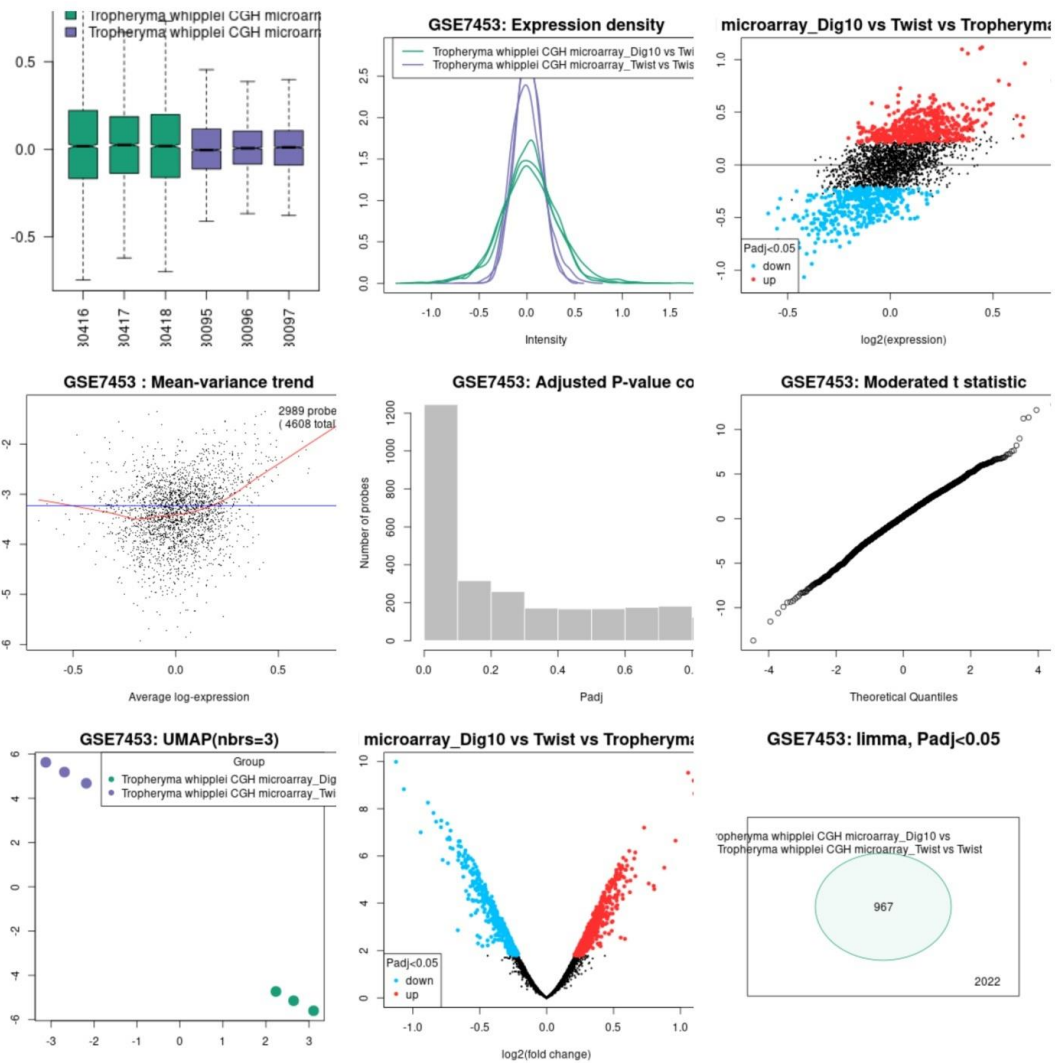 Tropheryma whipplei CGH microarr
Tropheryma whipplei CGH microarr
0.5
0.0
-0.5
30416
30417
30418
30095
30096
30097
GSE7453: Expression density
Tropheryma whipplei CGH microarray_Dig10 vs Twi
Tropheryma whipplei CGH microarray_Twist vs Twis
2.5
2.0
1.5
1.0
0.5
0.0
-1.0 -0.5 0.0 0.5 1.0 1.5
Intensity
microarray_Dig10 vs Twist vs Tropheryma
1.0
0.5
0.0
-0.5
-1.0
Padj<0.05
down
up
-0.5 0.0 0.5
log2(expression)
GSE7453 : Mean-variance trend
2989 probe
( 4608 total
-2
-3
-4
-5
-6
-0.5 0.0 0.5
Average log-expression
GSE7453: Adjusted P-value co
Number of probes
1200
1000
800
600
400
200
0
0.0 0.2 0.4 0.6 0.
Padj
GSE7453: Moderated t statistic
10
5
0
-5
-10
-4 -2 0 2 4
Theoretical Quantiles
GSE7453: UMAP(nbrs=3)
Group
Tropheryma whipplei CGH microarray_Dig
Tropheryma whipplei CGH microarray_Twi
6
4
2
0
-2
-4
-6
-3 -2 -1 0 1 2 3
microarray_Dig10 vs Twist vs Tropheryma
10
8
6
4
2
0
Padj<0.05
down
up
-1.0 -0.5 0.0 0.5 1.0
log2(fold change)
GSE7453: limma, Padj<0.05
opheryma whipplei CGH microarray_Dig10 vs
Tropheryma whipplei CGH microarray_Twist vs Twist
967
2022